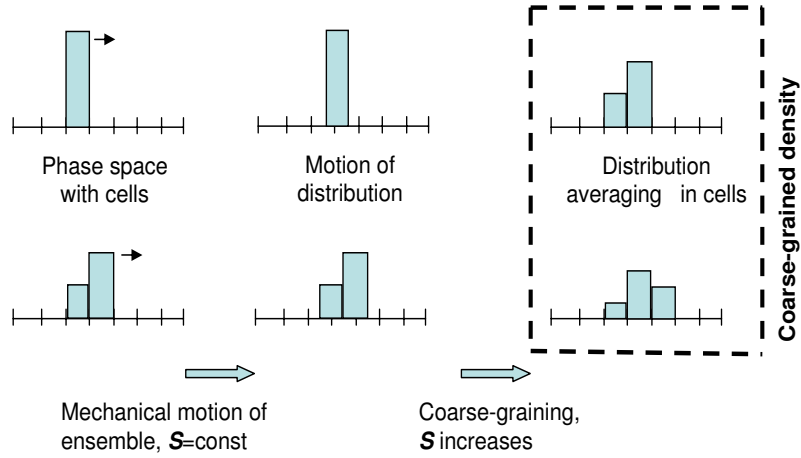 Phase space
with cells
Motion of
distribution
Distribution
averaging in cells
Coarse-grained density
Mechanical motion of
ensemble, S=const
Coarse-graining,
S increases